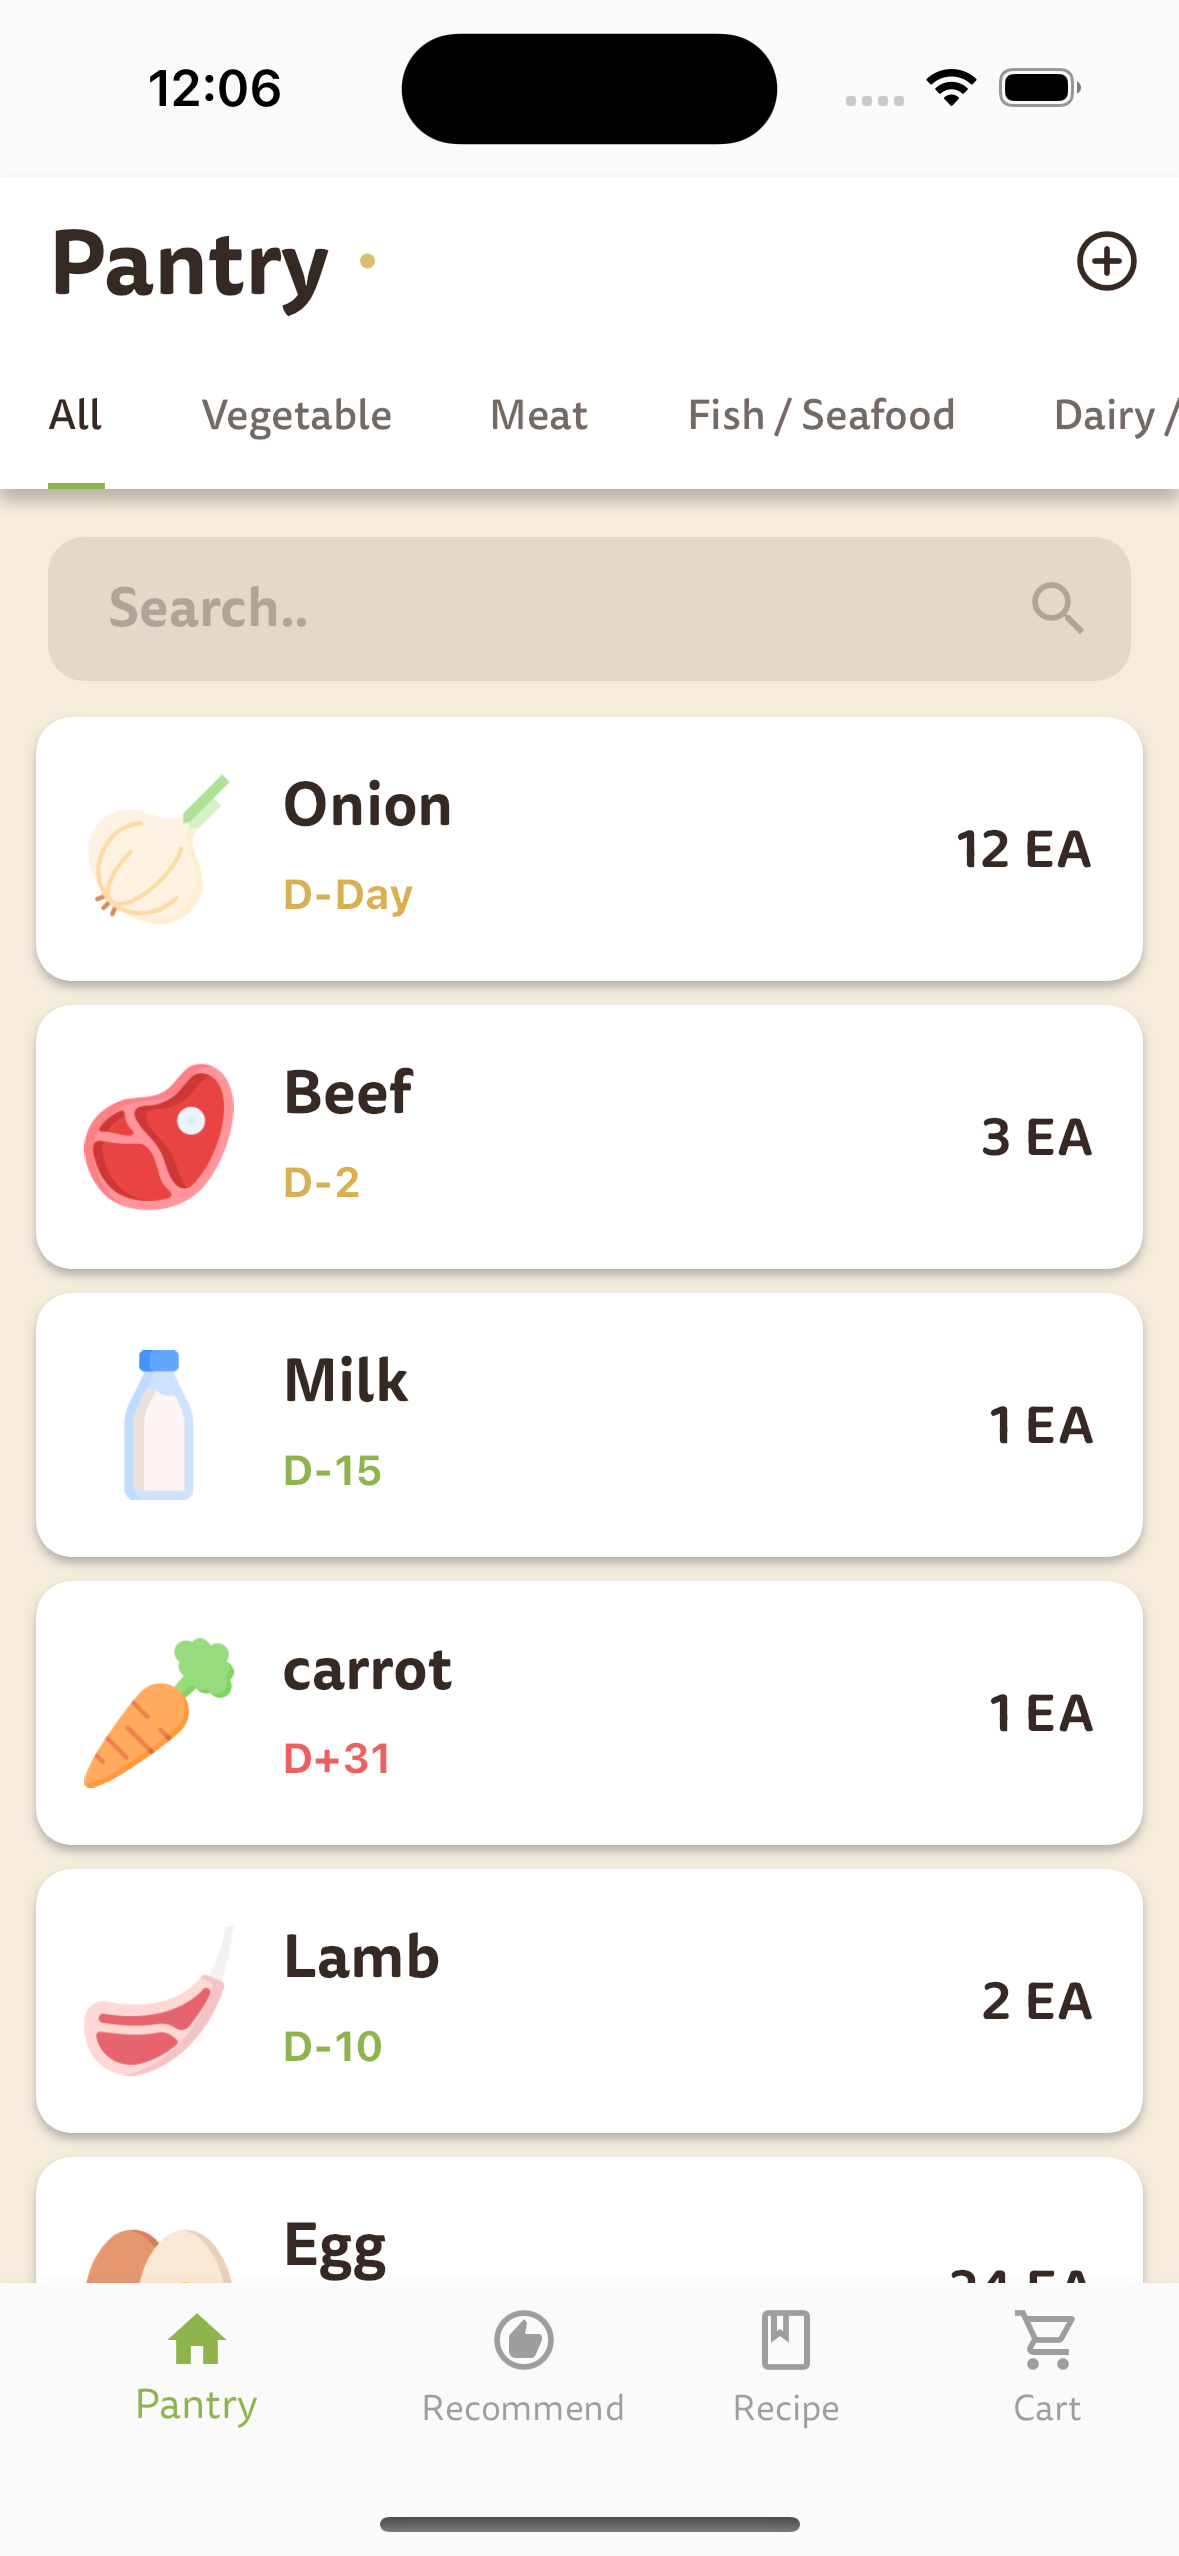 12:06
Pantry
All Vegetable Meat Fish / Seafood Dairy /
Search..
Onion
D-Day
12 EA
Beef
D-2
3 EA
Milk
D-15
1 EA
carrot
D+31
1 EA
Lamb
D-10
2 EA
Egg
Pantry Recommend Recipe Cart